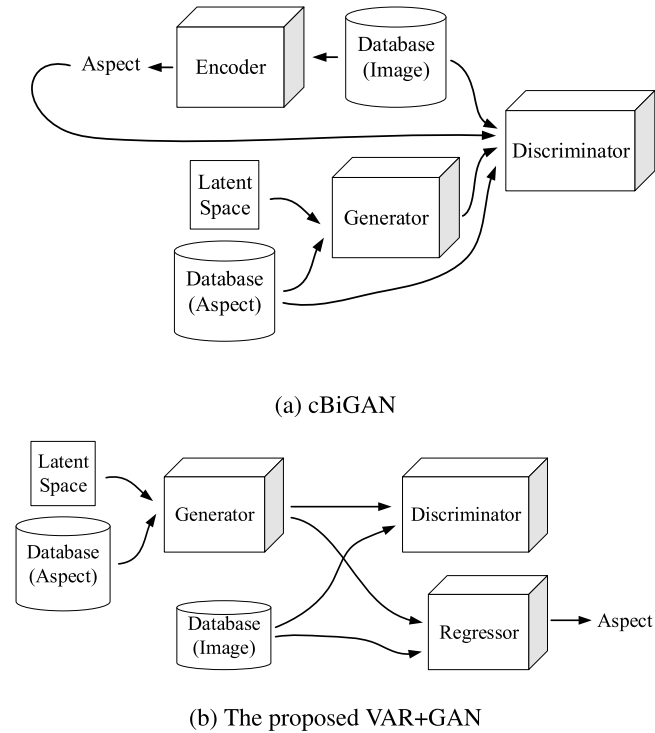 Database
(Image)
Aspect
Encoder
Discriminator
Latent
Space
Generator
Database
(Aspect)
(a) cBiGAN
Latent
Space
Generator
Discriminator
Database
(Aspect)
Database
(Image)
Regressor
Aspect
(b) The proposed VAR+GAN